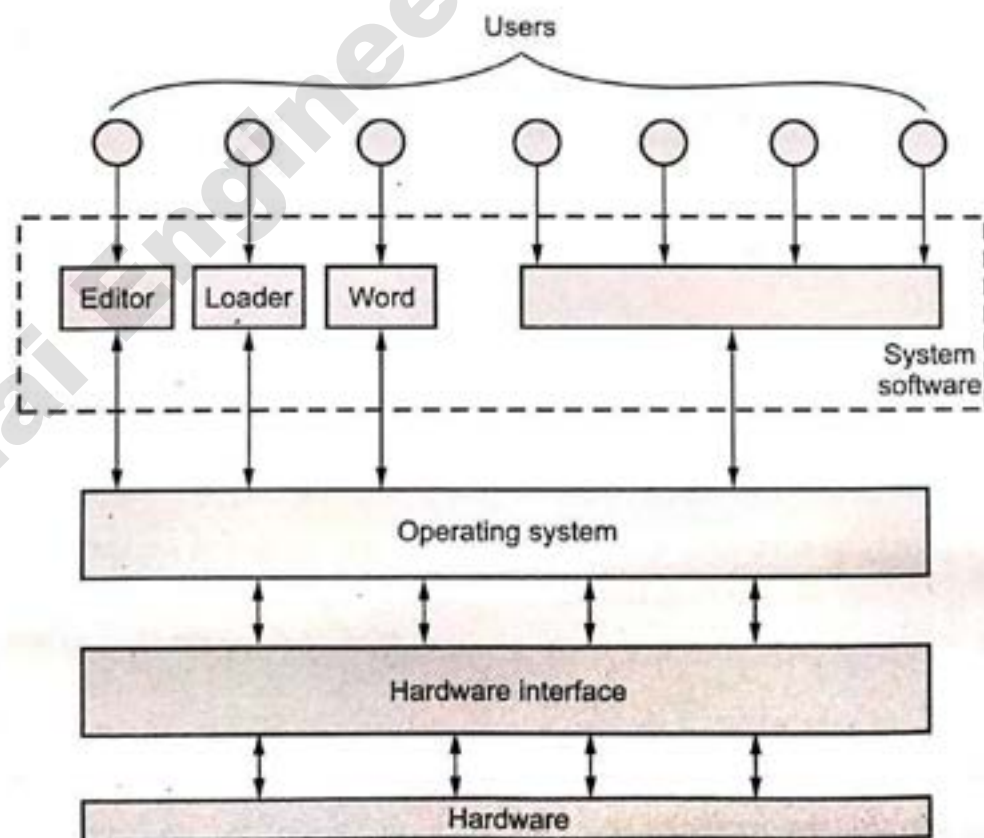 Users
Editor
Loader
Word
System
software
Operating system
Hardware interface
Hardware